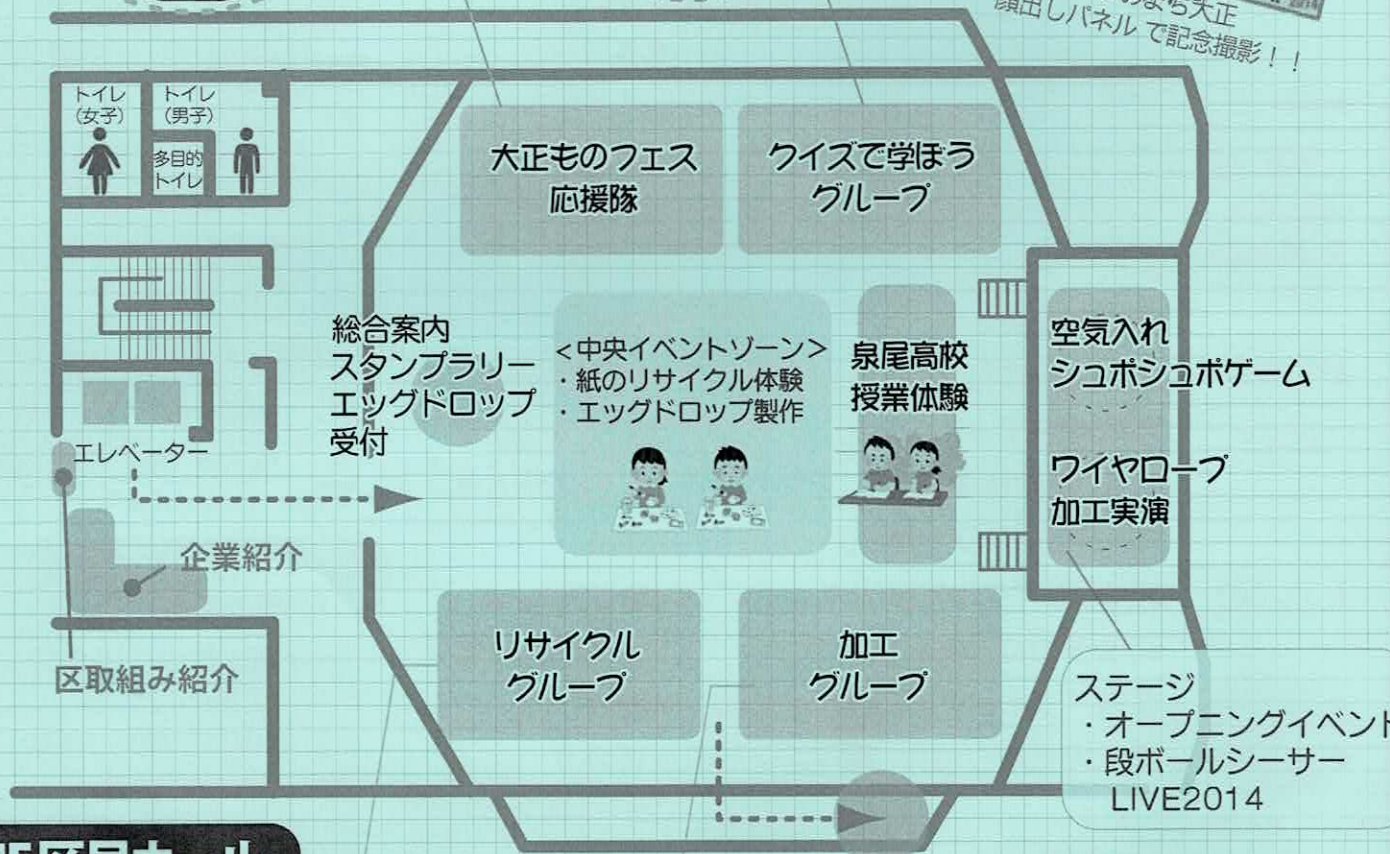 顔出しパネル で記念撮影！！
トイレ
（女子）
トイレ
（男子）
多目的
トイレ
大正ものフェス
応援隊
クイズで学ぼう
グループ
総合案内
スタンプラリー
エッグドロップ
受付
＜中央イベントゾーン＞
・紙のリサイクル体験
・エッグドロップ製作
泉尾高校
授業体験
空気入れ
シュポシュポゲーム
ワイヤロープ
加工実演
エレベーター
企業紹介
区取組み紹介
リサイクル
グループ
加工
グループ
ステージ
・オープニングイベント
・段ボールシーサー
LIVE2014